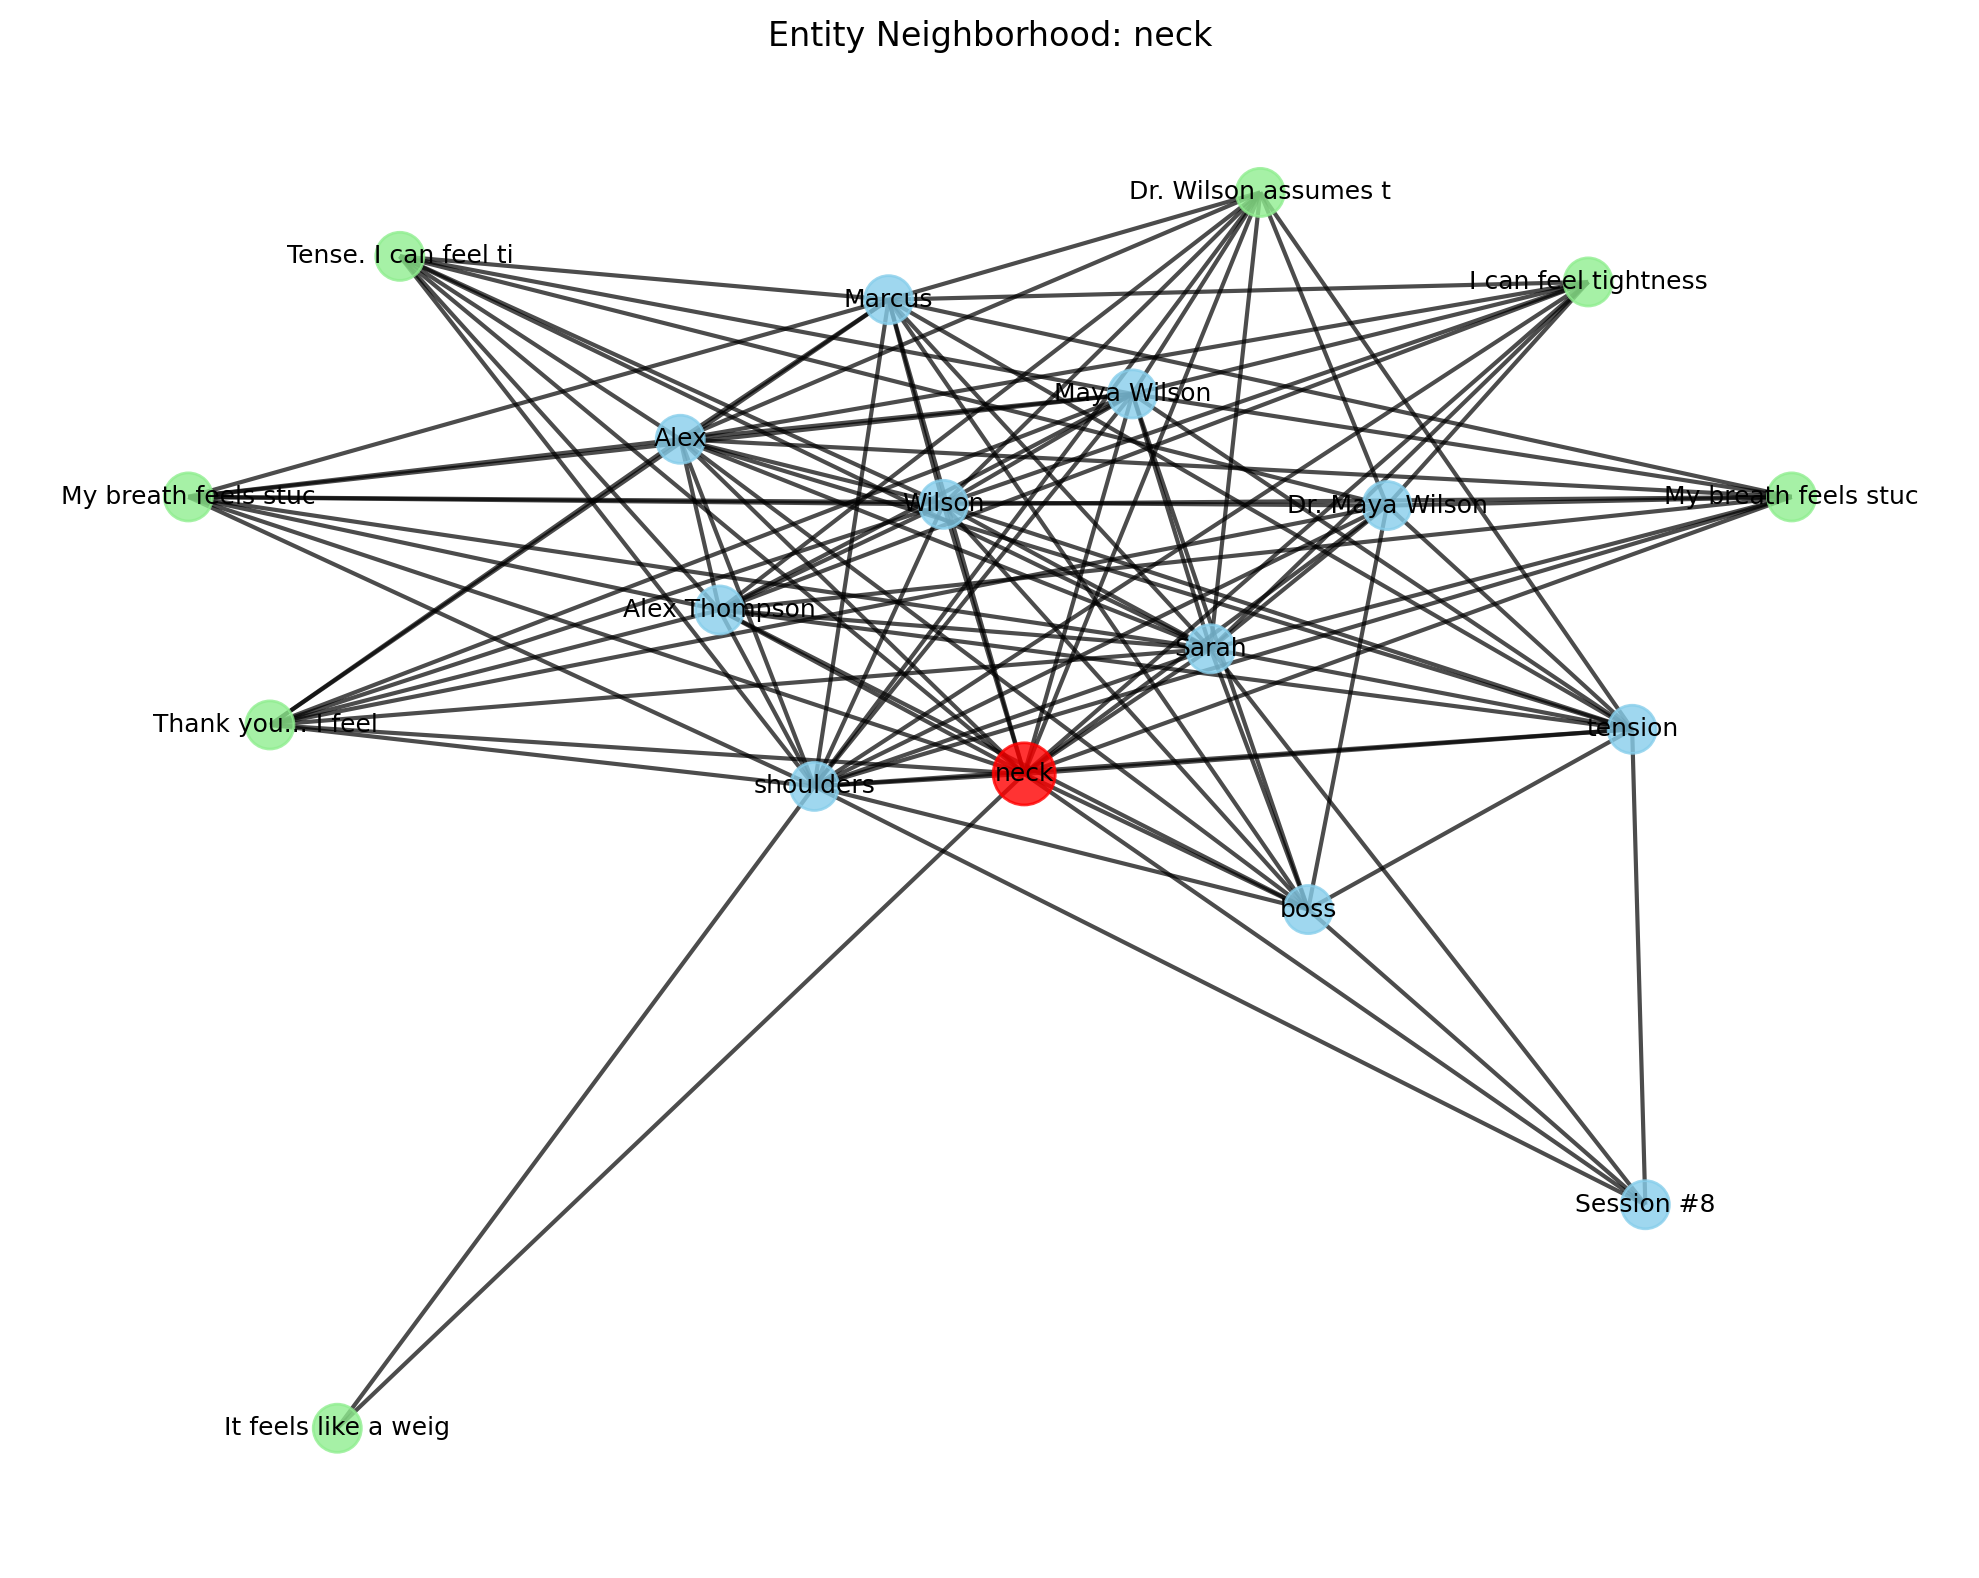 Entity Neighborhood: neck
Dr. Wilson assumes t
Tense. I can feel ti
I can feel tightness
Marcus
Maya Wilson
Alex
My breath feels stuc
Wilson
Dr. Maya Wilson
My breath feels stuc
Alex Thompson
Sarah
Thank you... I feel
tension
shoulders
neck
boss
Session #8
It feels like a weig